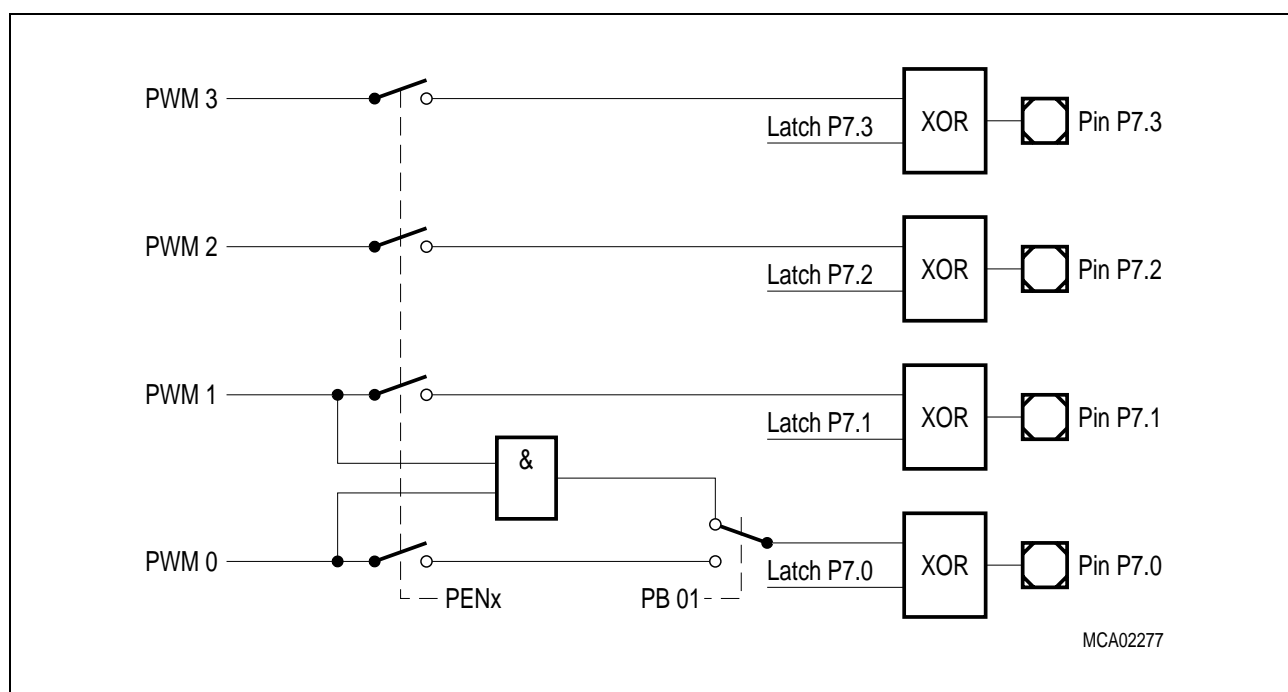 PWM 3
Latch P7.3
XOR
Pin P7.3
PWM 2
Latch P7.2
XOR
Pin P7.2
PWM 1
Latch P7.1
XOR
Pin P7.1
&
PWM 0
Latch P7.0
XOR
Pin P7.0
PENx
PB 01
MCA02277